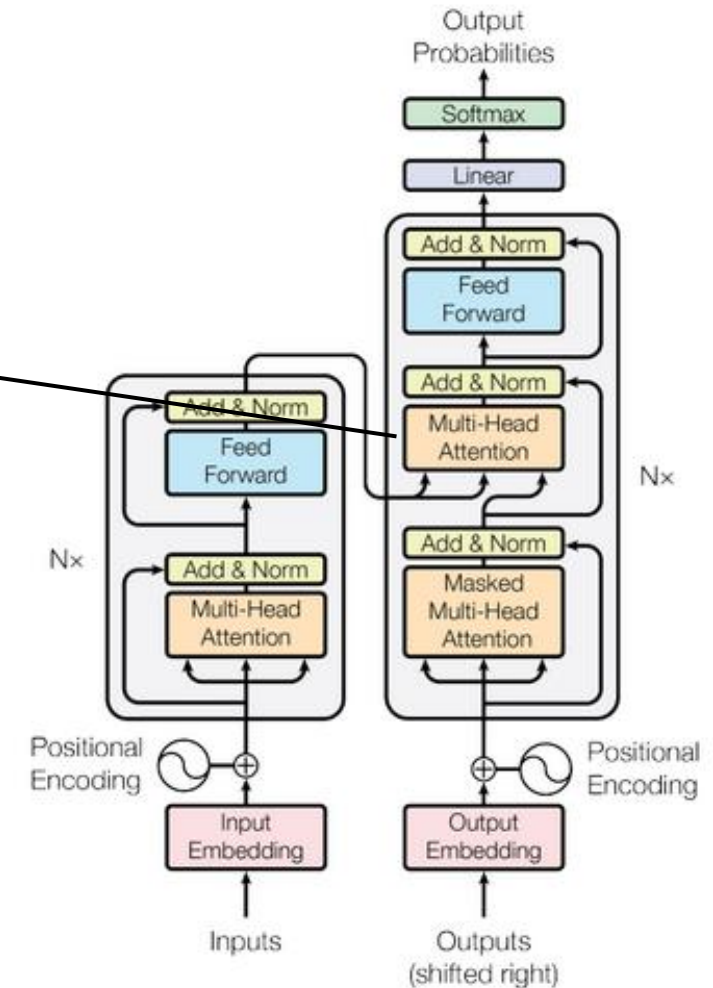 Output
Probabilities
Softmax
Linear
Add & Norm
Feed
Forward
Add & Norm
Multi-Head
Attention
Nx
Add & Norm
Masked
Multi-Head
Attention
Add & Norm
Feed
Forward
Nx
Add & Norm
Multi-Head
Attention
Positional
Encoding
Positional
Encoding
Input
Embedding
Output
Embedding
Inputs
Outputs
(shifted right)